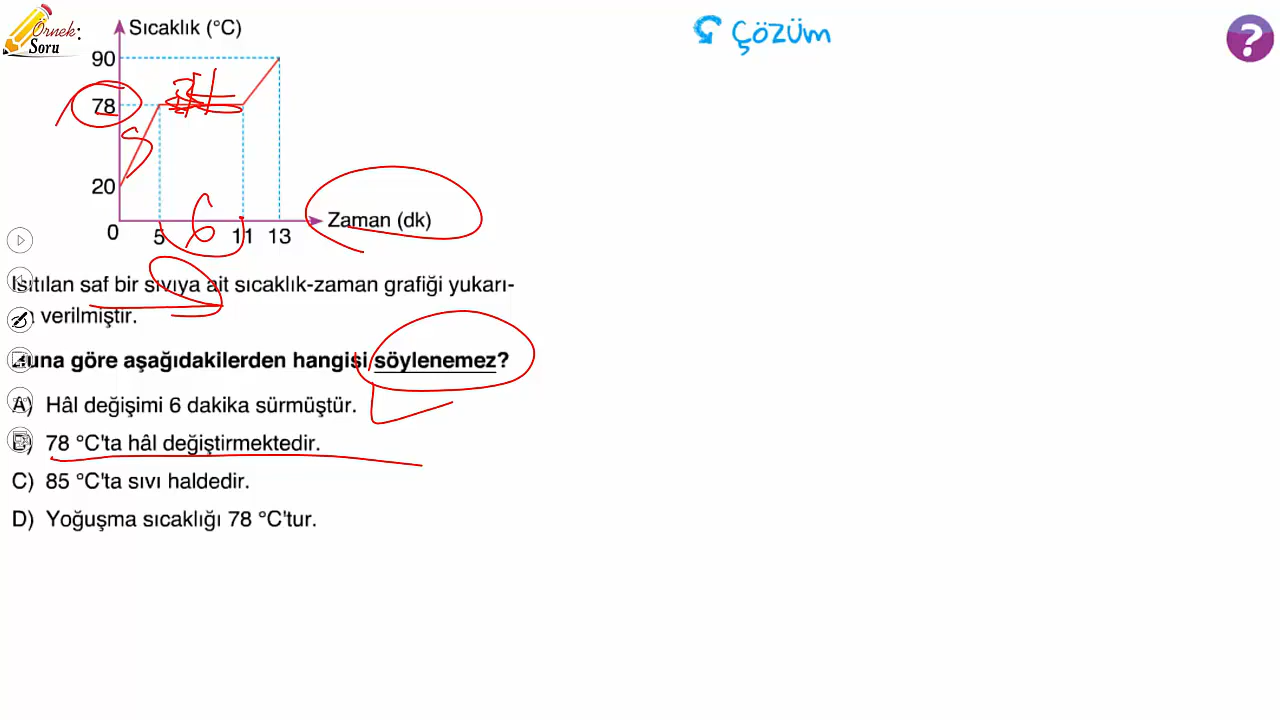 Örnek:
Soru
Sıcaklık (°C)
90
78
20
0
5
11
13
6
Zaman (dk)
Isıtılan saf bir sıvıya ait sıcaklık-zaman grafiği yukarı-
verilmiştir.
göre aşağıdakilerden hangisi söylenemez?
A) Hâl değişimi 6 dakika sürmüştür.
B) 78 °C'ta hâl değiştirmektedir.
C) 85 °C'ta sıvı haldedir.
D) Yoğuşma sıcaklığı 78 °C'tur.
ÇÖZÜM
?